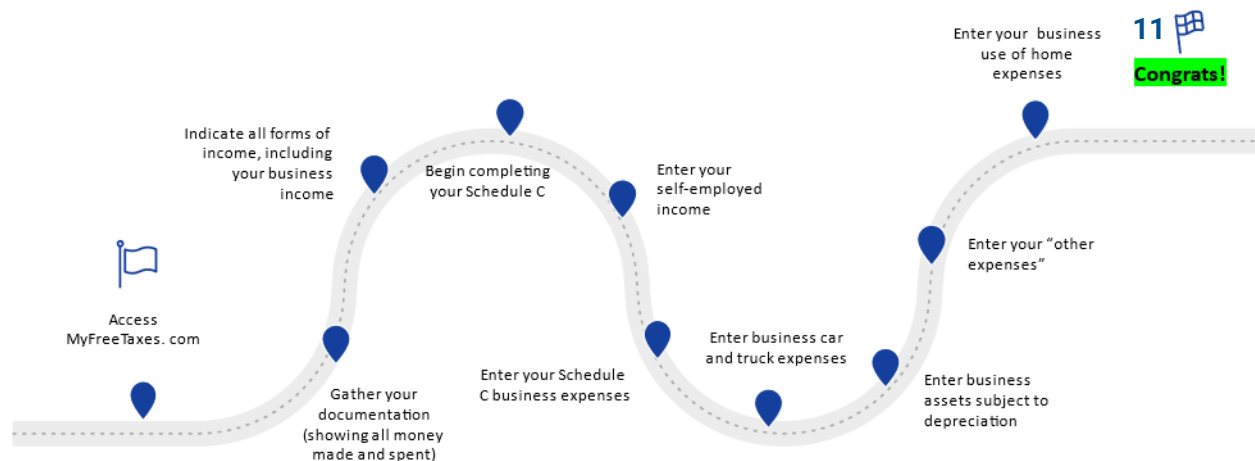 Access
MyFreeTaxes. com
Gather your
documentation
(showing all money
made and spent)
Indicate all forms of
income, including
your business
income
Begin completing
your Schedule C
Enter your
self-employed
income
Enter your Schedule
C business expenses
Enter business car
and truck expenses
Enter business
assets subject to
depreciation
Enter your “other
expenses”
Enter your business
use of home
expenses
11
Congrats!